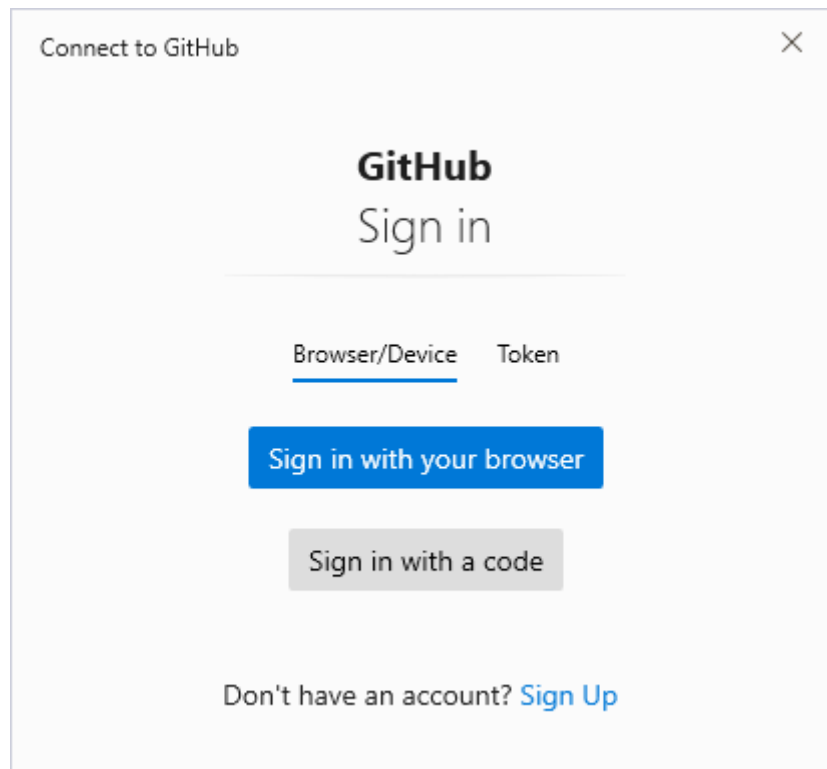 Connect to GitHub
GitHub
Sign in
Browser/Device Token
Sign in with your browser
Sign in with a code
Don't have an account? Sign Up